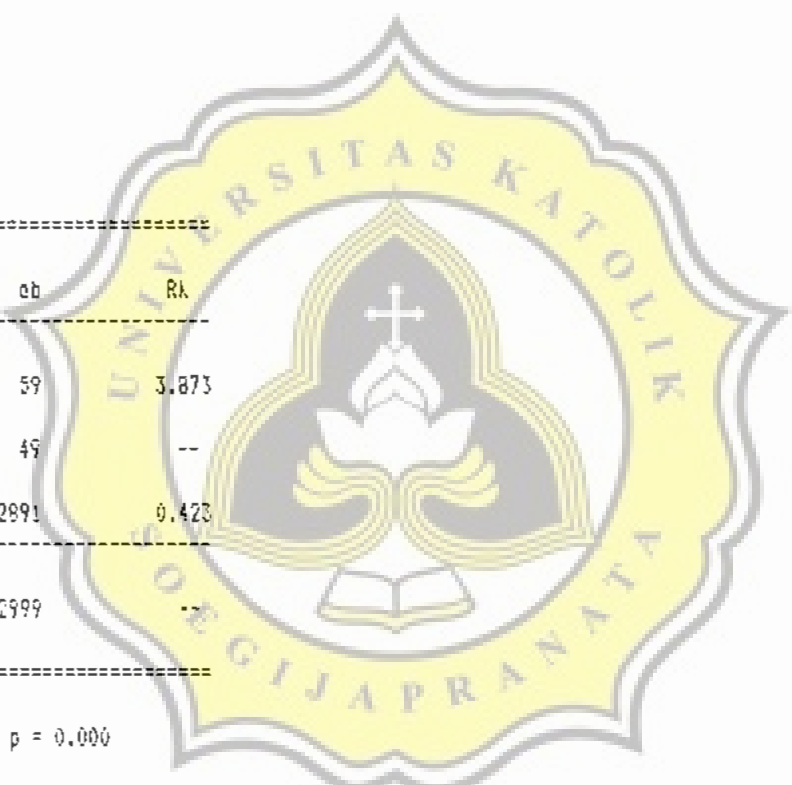 UNIVERSITAS KATOLIK
==================
db RK
------------------
59 3.873
49 --
2891 0.423
------------------
2999 --
==================
p = 0.000
SOEGIJAPRANATA